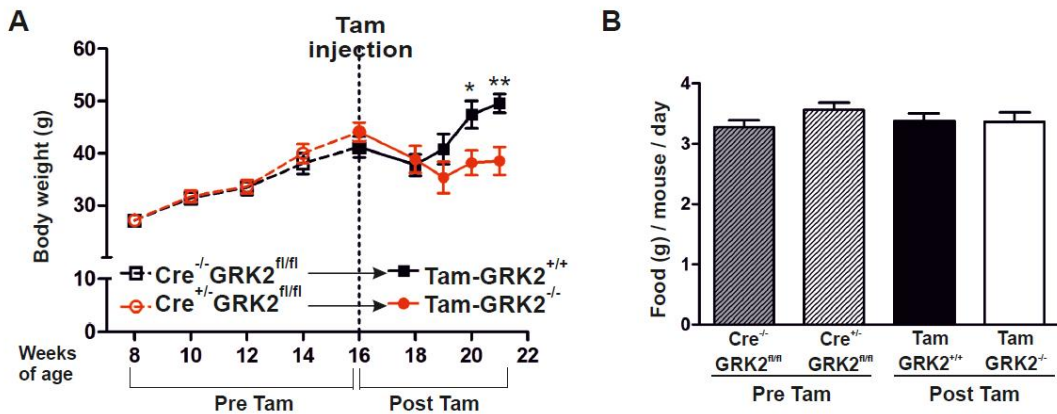 A
Tam
injection
Body weight (g)
60
50
40
30
10
0
*
**
Cre-/-GRK2fl/fl
Tam-GRK2+/+
Cre+/-GRK2fl/fl
Tam-GRK2-/-
Weeks
of age
8 10 12 14 16 18 20 22
Pre Tam
Post Tam
B
Food (g) / mouse / day
4
3
2
1
0
Cre-/-
GRK2fl/fl
Cre+/-
GRK2fl/fl
Tam
GRK2+/+
Tam
GRK2-/-
Pre Tam
Post Tam